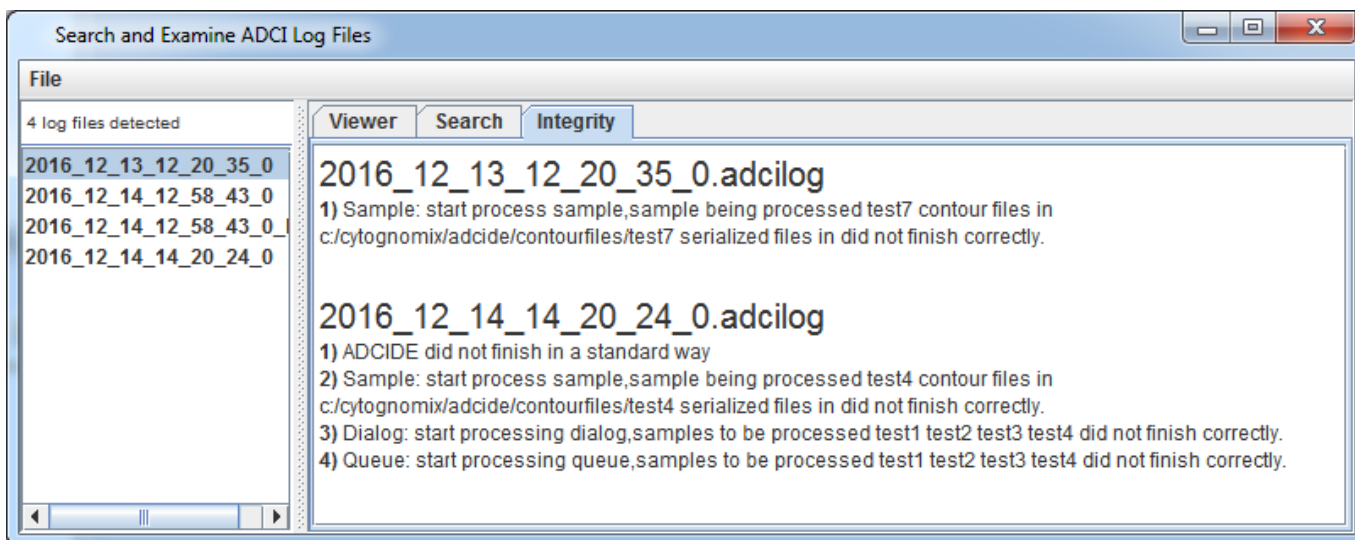 Search and Examine ADCI Log Files
File
4 log files detected
2016_12_13_12_20_35_0
2016_12_14_12_58_43_0
2016_12_14_12_58_43_0_
2016_12_14_14_20_24_0
Viewer Search Integrity
2016_12_13_12_20_35_0.adcilog
1) Sample: start process sample,sample being processed test7 contour files in
c:/cytognomix/adcide/contourfiles/test7 serialized files in did not finish correctly.
2016_12_14_14_20_24_0.adcilog
1) ADCIDE did not finish in a standard way
2) Sample: start process sample,sample being processed test4 contour files in
c:/cytognomix/adcide/contourfiles/test4 serialized files in did not finish correctly.
3) Dialog: start processing dialog,samples to be processed test1 test2 test3 test4 did not finish correctly.
4) Queue: start processing queue,samples to be processed test1 test2 test3 test4 did not finish correctly.